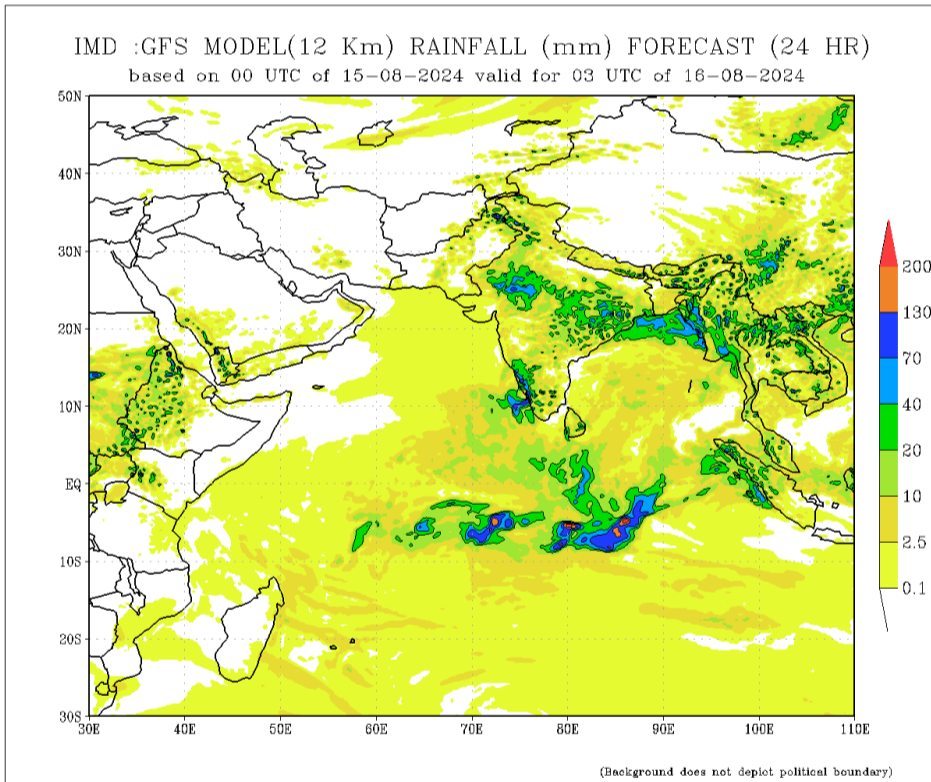 IMD :GFS MODEL(12 Km) RAINFALL (mm) FORECAST (24 HR)
based on 00 UTC of 15-08-2024 valid for 03 UTC of 16-08-2024
50N
40N
30N
20N
10N
EQ
10S
20S
30S
30E 40E 50E 60E 70E 80E 90E 100E 110E
200
130
70
40
20
10
2.5
0.1
(Background does not depict political boundary)